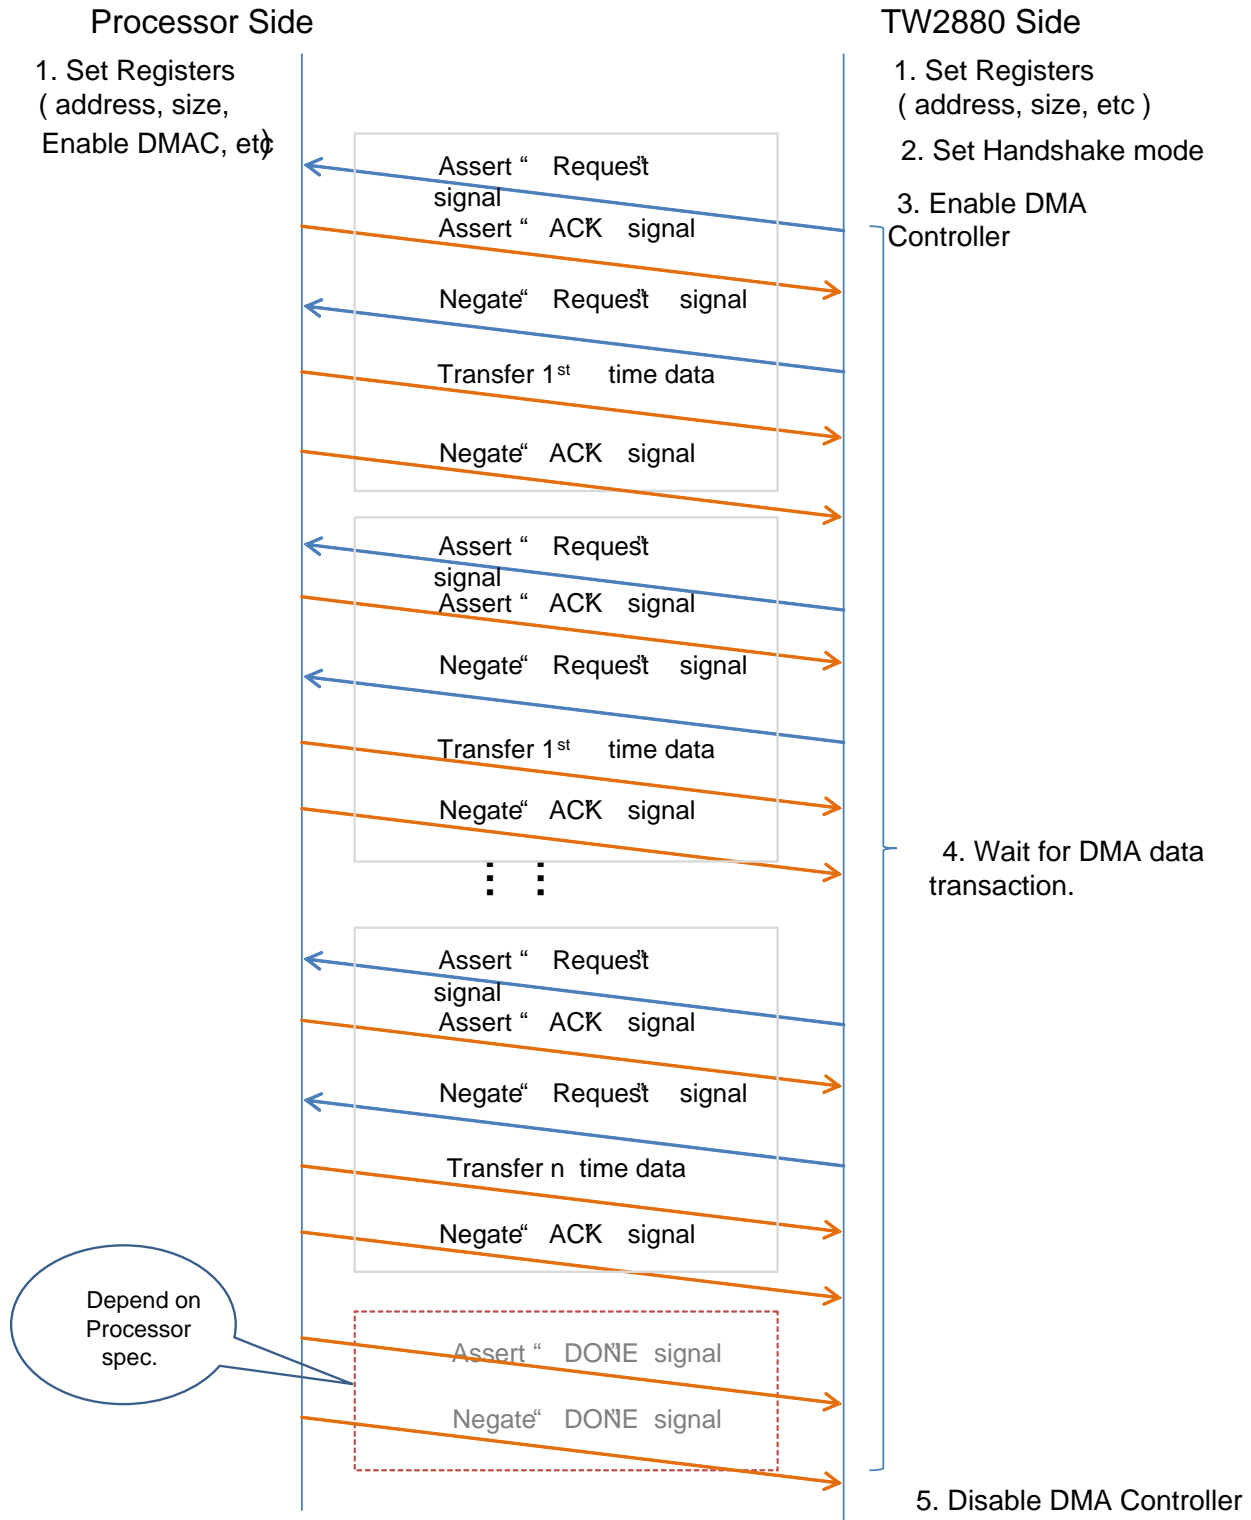 Processor Side
TW2880 Side
1. Set Registers
( address, size,
Enable DMAC, etc)
1. Set Registers
( address, size, etc )
2. Set Handshake mode
3. Enable DMA
Controller
Assert “ Request”
signal
Assert “ ACK” signal
Negate“ Request” signal
Transfer 1st time data
Negate“ ACK” signal
Assert “ Request”
signal
Assert “ ACK” signal
Negate“ Request” signal
Transfer 1st time data
Negate“ ACK” signal
4. Wait for DMA data
transaction.
Assert “ Request”
signal
Assert “ ACK” signal
Negate“ Request” signal
Transfer n time data
Negate“ ACK” signal
Depend on
Processor
spec.
Assert “ DONE” signal
Negate“ DONE” signal
5. Disable DMA Controller